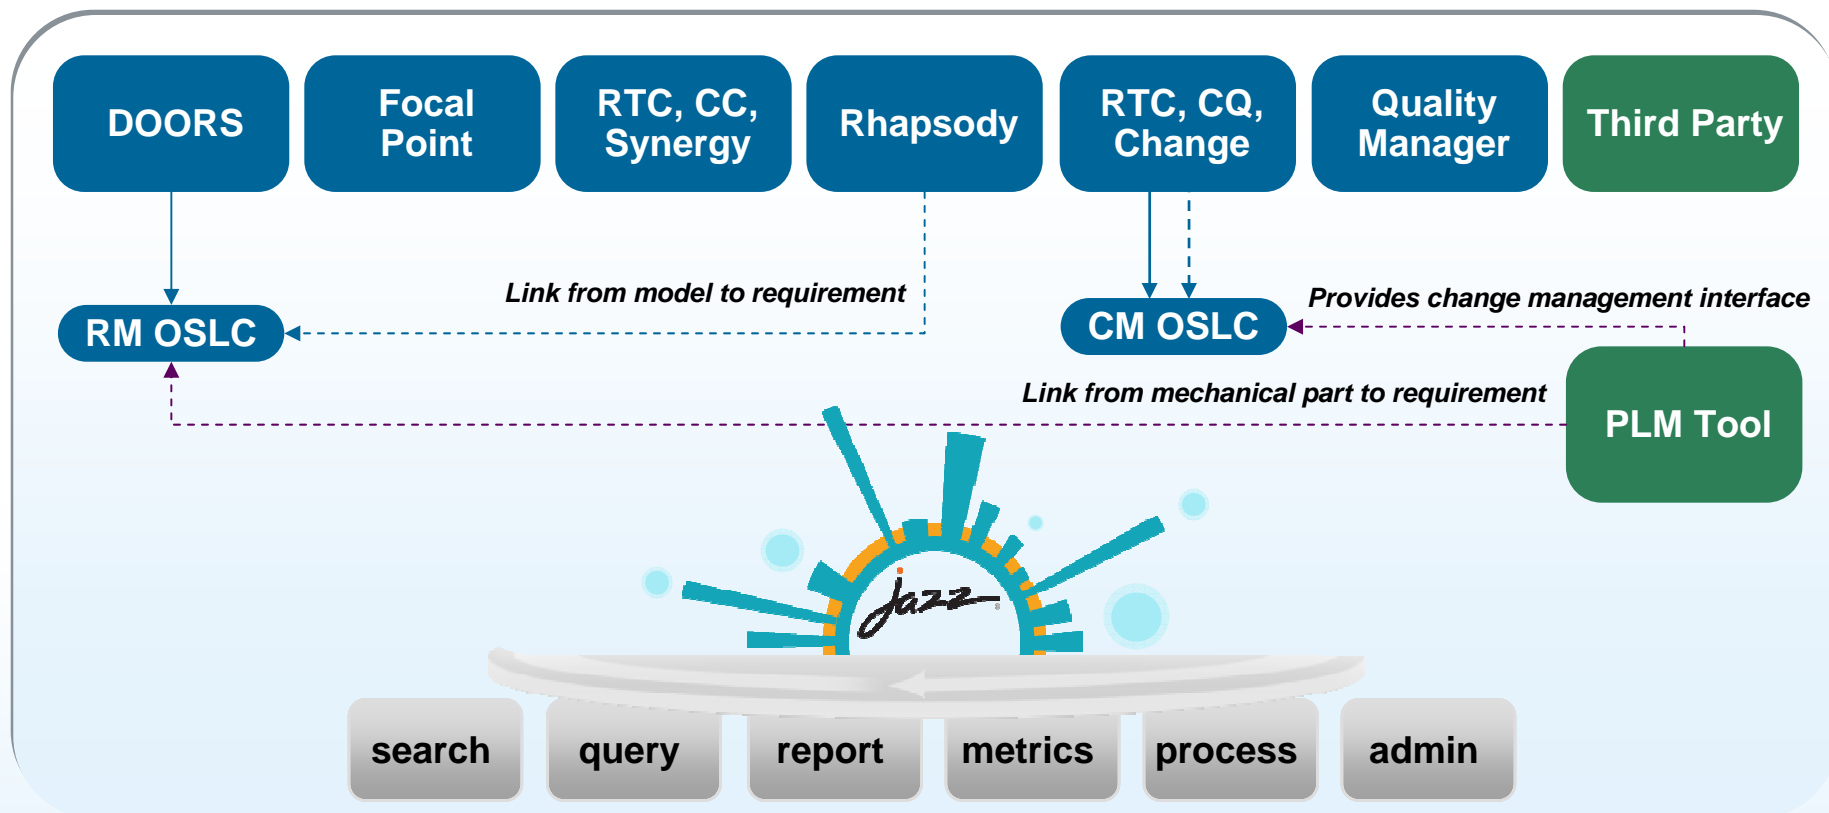 DOORS
Focal
Point
RTC, CC,
Synergy
Rhapsody
RTC, CQ,
Change
Quality
Manager
Third Party
Link from model to requirement
Provides change management interface
RM OSLC
CM OSLC
Link from mechanical part to requirement
PLM Tool
jazz
search
query
report
metrics
process
admin